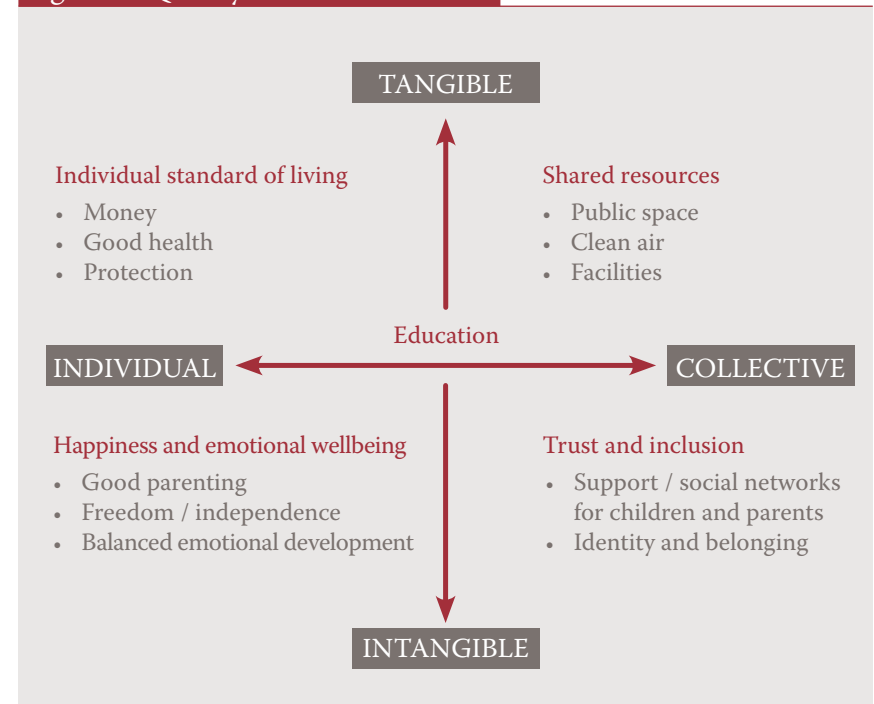 TANGIBLE
Individual standard of living
• Money
• Good health
• Protection
Shared resources
• Public space
• Clean air
• Facilities
Education
INDIVIDUAL
COLLECTIVE
Happiness and emotional wellbeing
• Good parenting
• Freedom / independence
• Balanced emotional development
Trust and inclusion
• Support / social networks
for children and parents
• Identity and belonging
INTANGIBLE